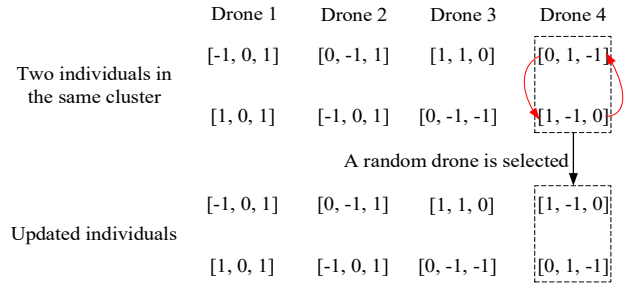 Drone 1 Drone 2 Drone 3 Drone 4
Two individuals in
the same cluster
[-1, 0, 1] [0, -1, 1] [1, 1, 0] [0, 1, -1]
[1, 0, 1] [-1, 0, 1] [0, -1, -1] [1, -1, 0]
A random drone is selected
Updated individuals
[-1, 0, 1] [0, -1, 1] [1, 1, 0] [1, -1, 0]
[1, 0, 1] [-1, 0, 1] [0, -1, -1] [0, 1, -1]